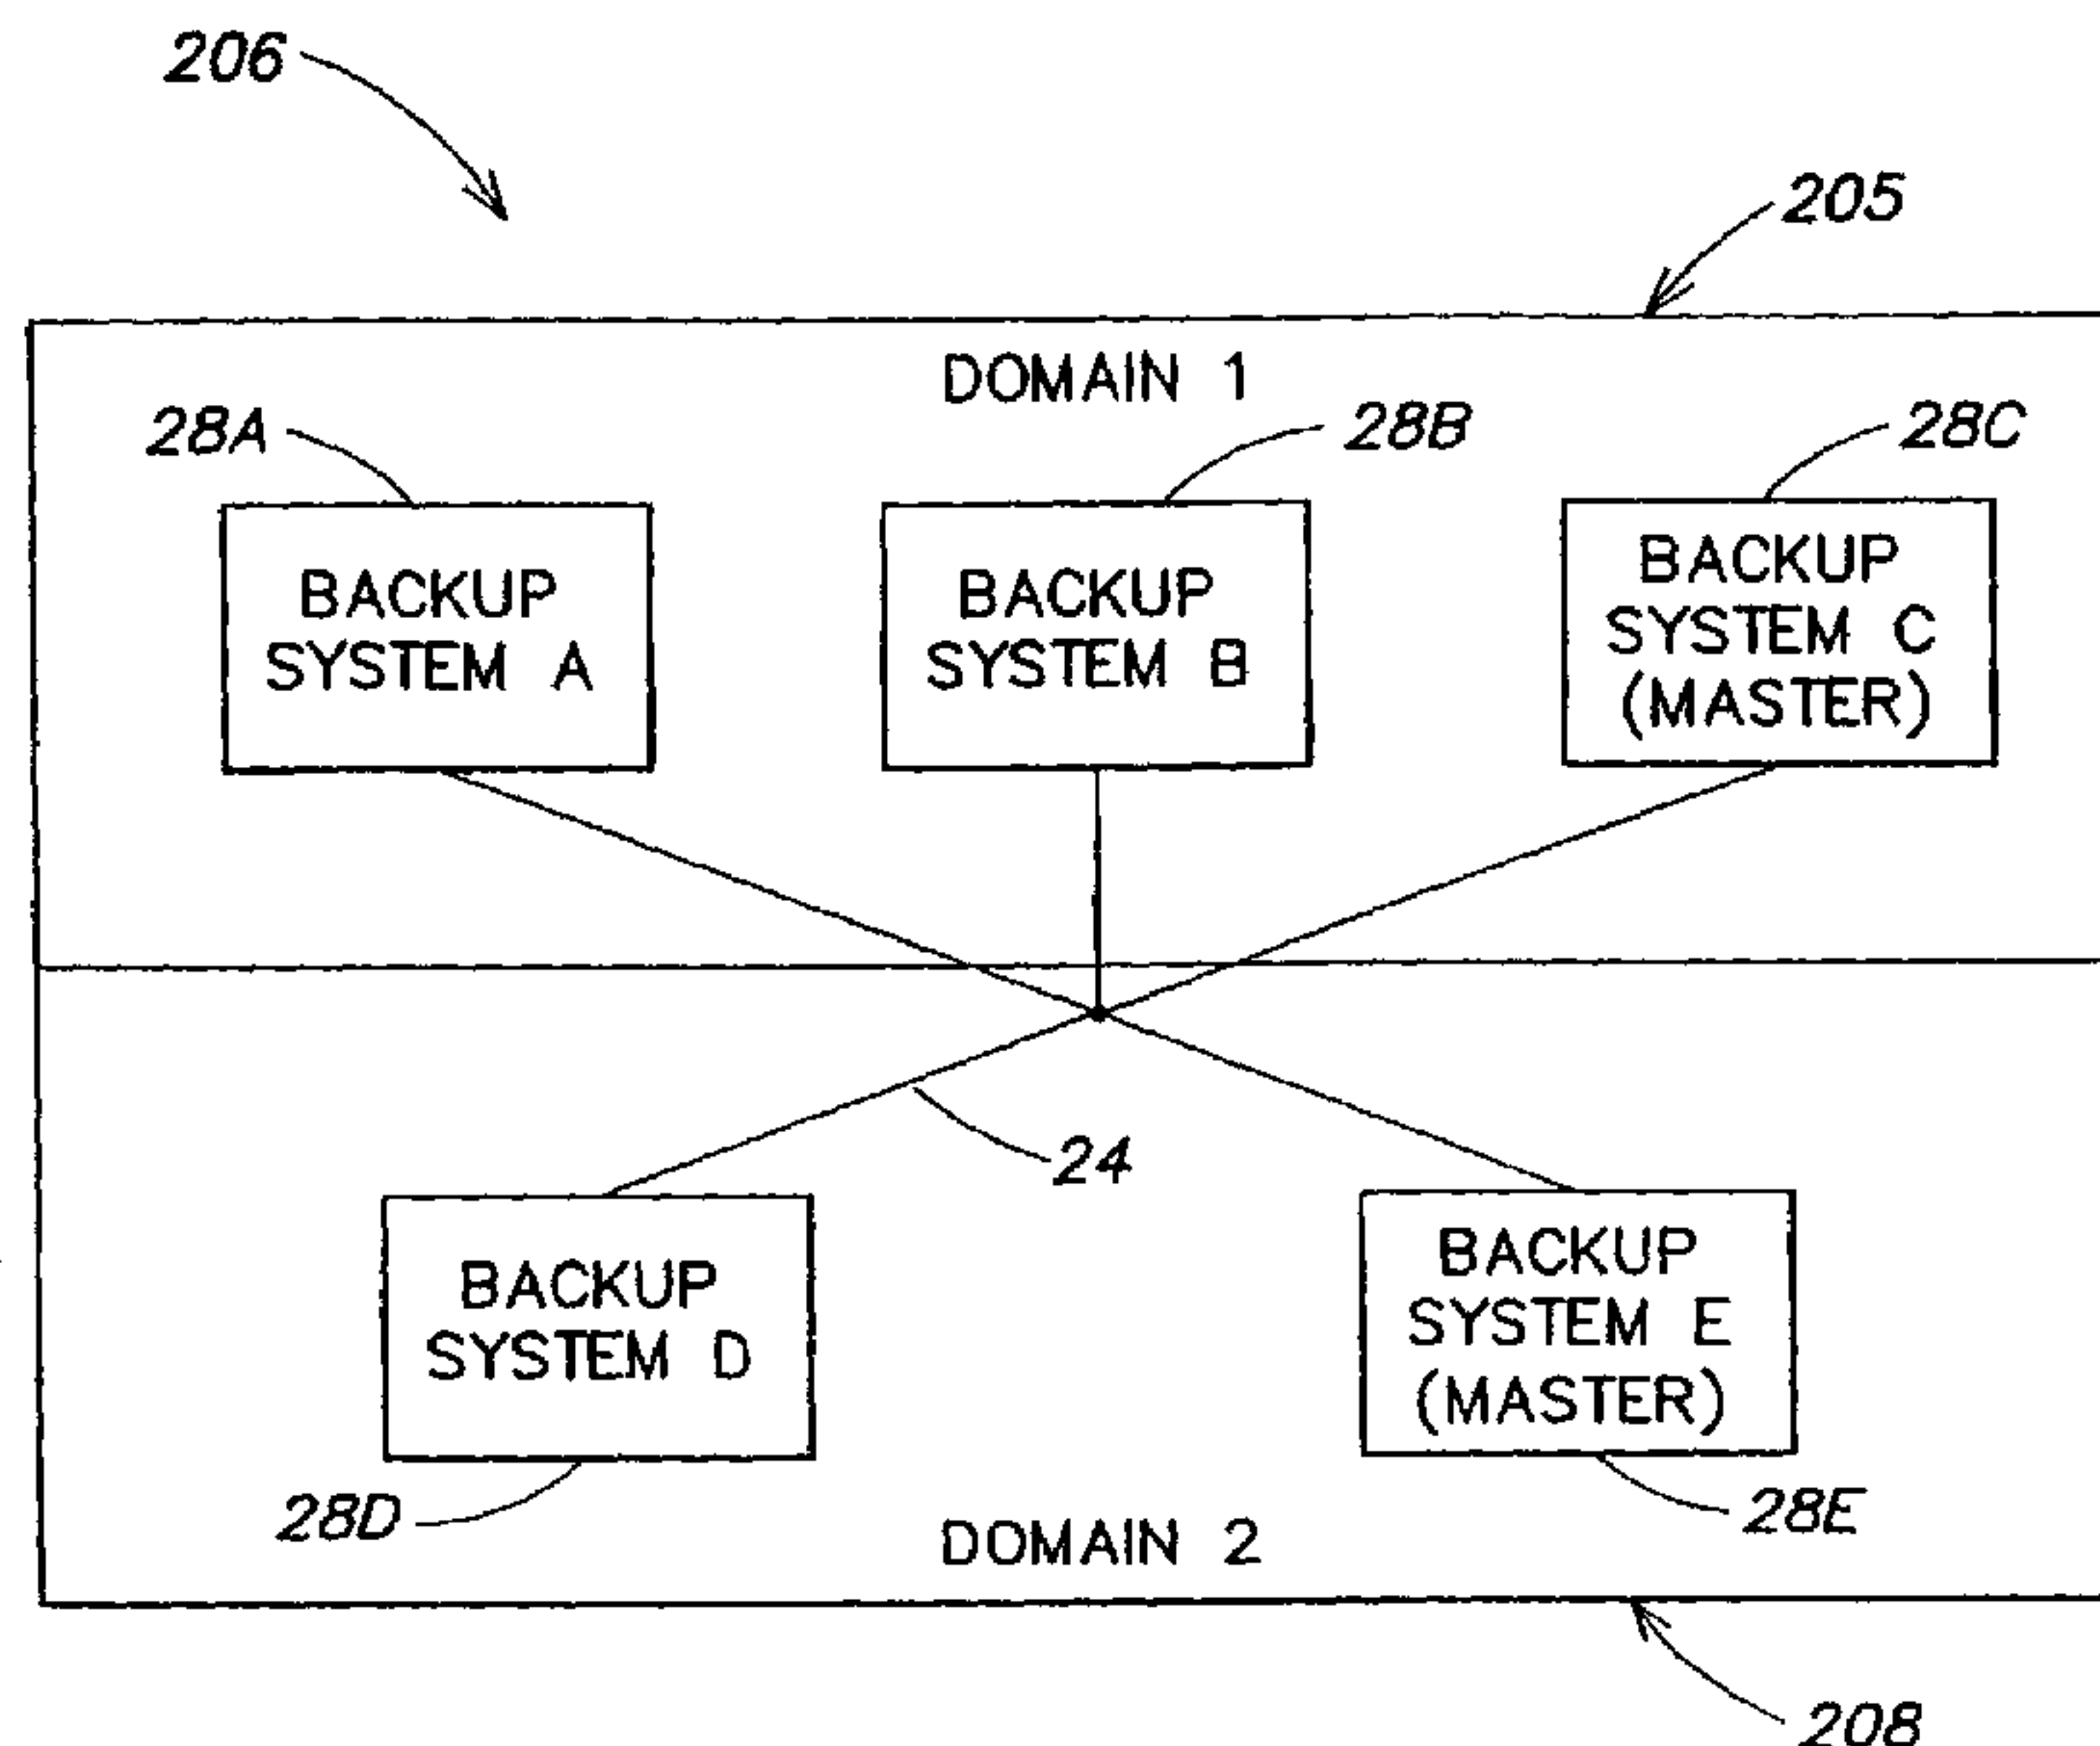 206
205
DOMAIN 1
28A
28B
28C
BACKUP
SYSTEM A
BACKUP
SYSTEM B
BACKUP
SYSTEM C
(MASTER)
24
BACKUP
SYSTEM D
BACKUP
SYSTEM E
(MASTER)
28D
28E
DOMAIN 2
208